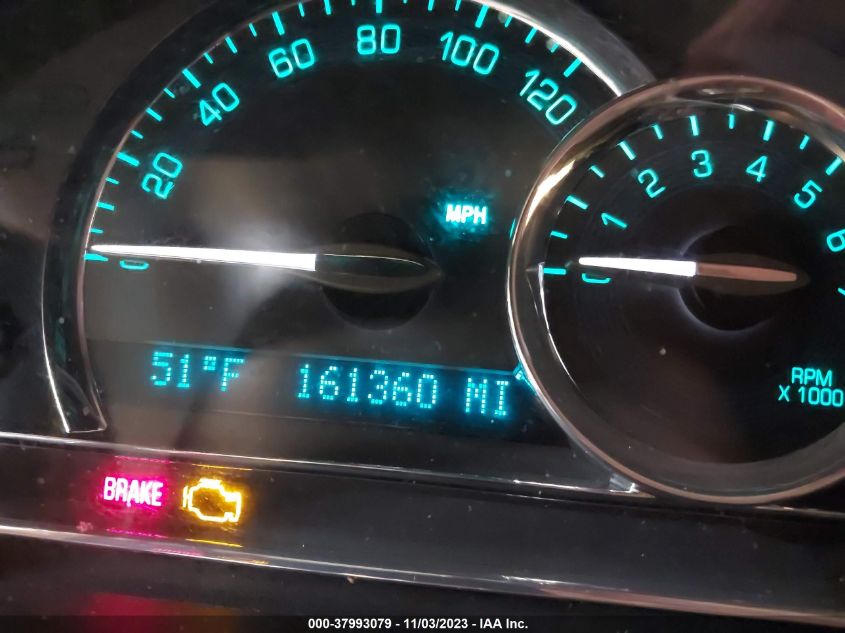 20 40 60 80 100 120
0
MPH
51°F 161360 MI
0 1 2 3 4 5 6
RPM
X 1000
BRAKE
000-37993079 - 11/03/2023 - IAA Inc.